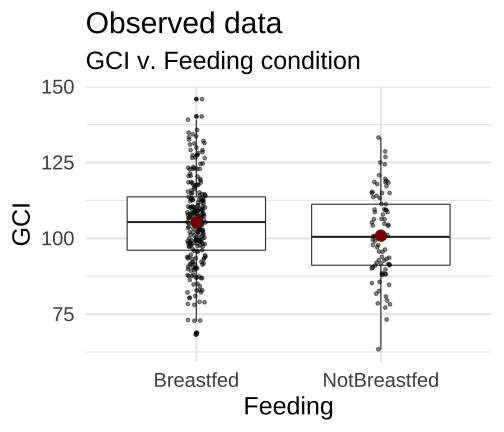 Observed data
GCI v. Feeding condition
150
125
100
75
GCI
Breastfed
NotBreastfed
Feeding